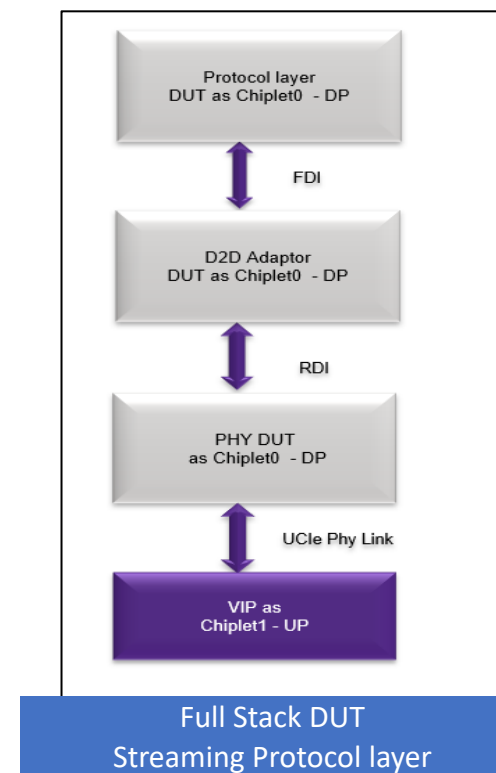 Protocol layer
DUT as Chiplet0 - DP
FDI
D2D Adaptor
DUT as Chiplet0 - DP
RDI
PHY DUT
as Chiplet0 - DP
UCIe Phy Link
VIP as
Chiplet1 - UP
Full Stack DUT
Streaming Protocol layer